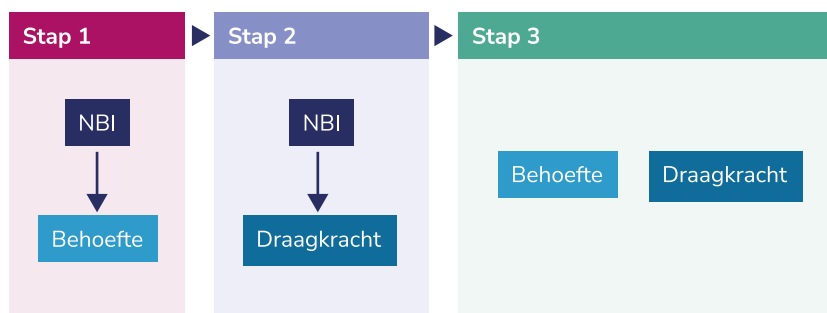 Stap 1
Stap 2
Stap 3
NBI
Behoefte
NBI
Draagkracht
Behoefte
Draagkracht